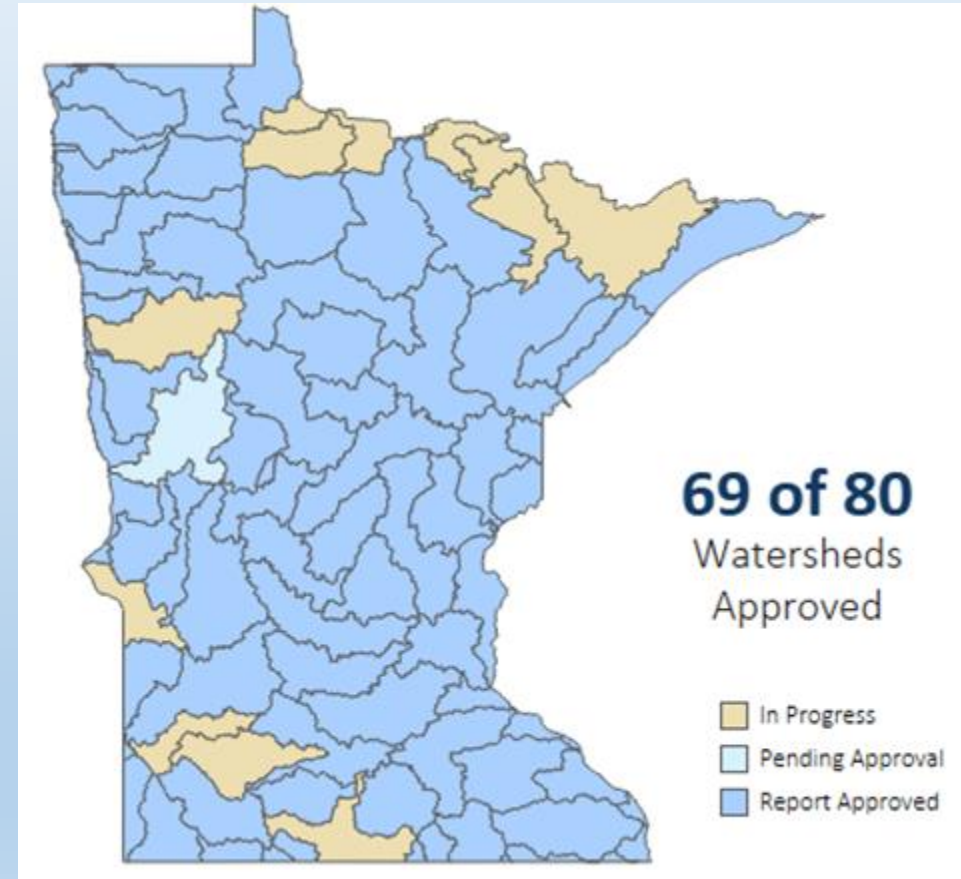 69 of 80
Watersheds
Approved
In Progress
Pending Approval
Report Approved